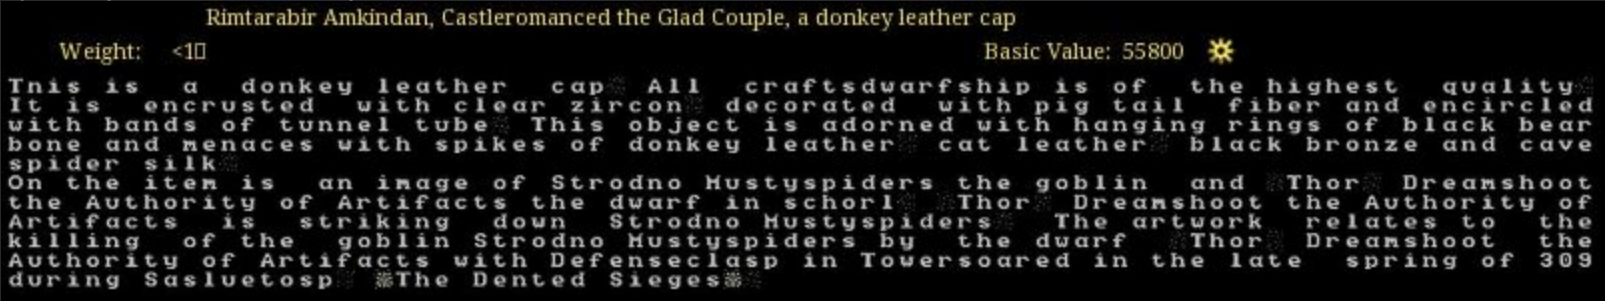 Rimtarabir Amkindan, Castleromanced the Glad Couple, a donkey leather cap
Weight: <1 Basic Value: 55800 ☼
Tnis is a donkey leather cap All craftsdwarfship is of the highest quality
It is encrusted with clear zircon decorated with pig tail fiber and encircled
with bands of tunnel tube This object is adorned with hanging rings of black bear
bone and menaces with spikes of donkey leather cat leather black bronze and cave
spider silk
On the item is an image of Strodno Mustyspiders the goblin and Thor Dreamshoot
the Authority of Artifacts the dwarf in schorl Thor Dreamshoot the Authority of
Artifacts is striking down Strodno Mustyspiders The artwork relates to the
killing of the goblin Strodno Mustyspiders by the dwarf Thor Dreamshoot the
Authority of Artifacts with Defenseclasp in Towersoared in the late spring of 309
during Sasluetosp The Dented Sieges